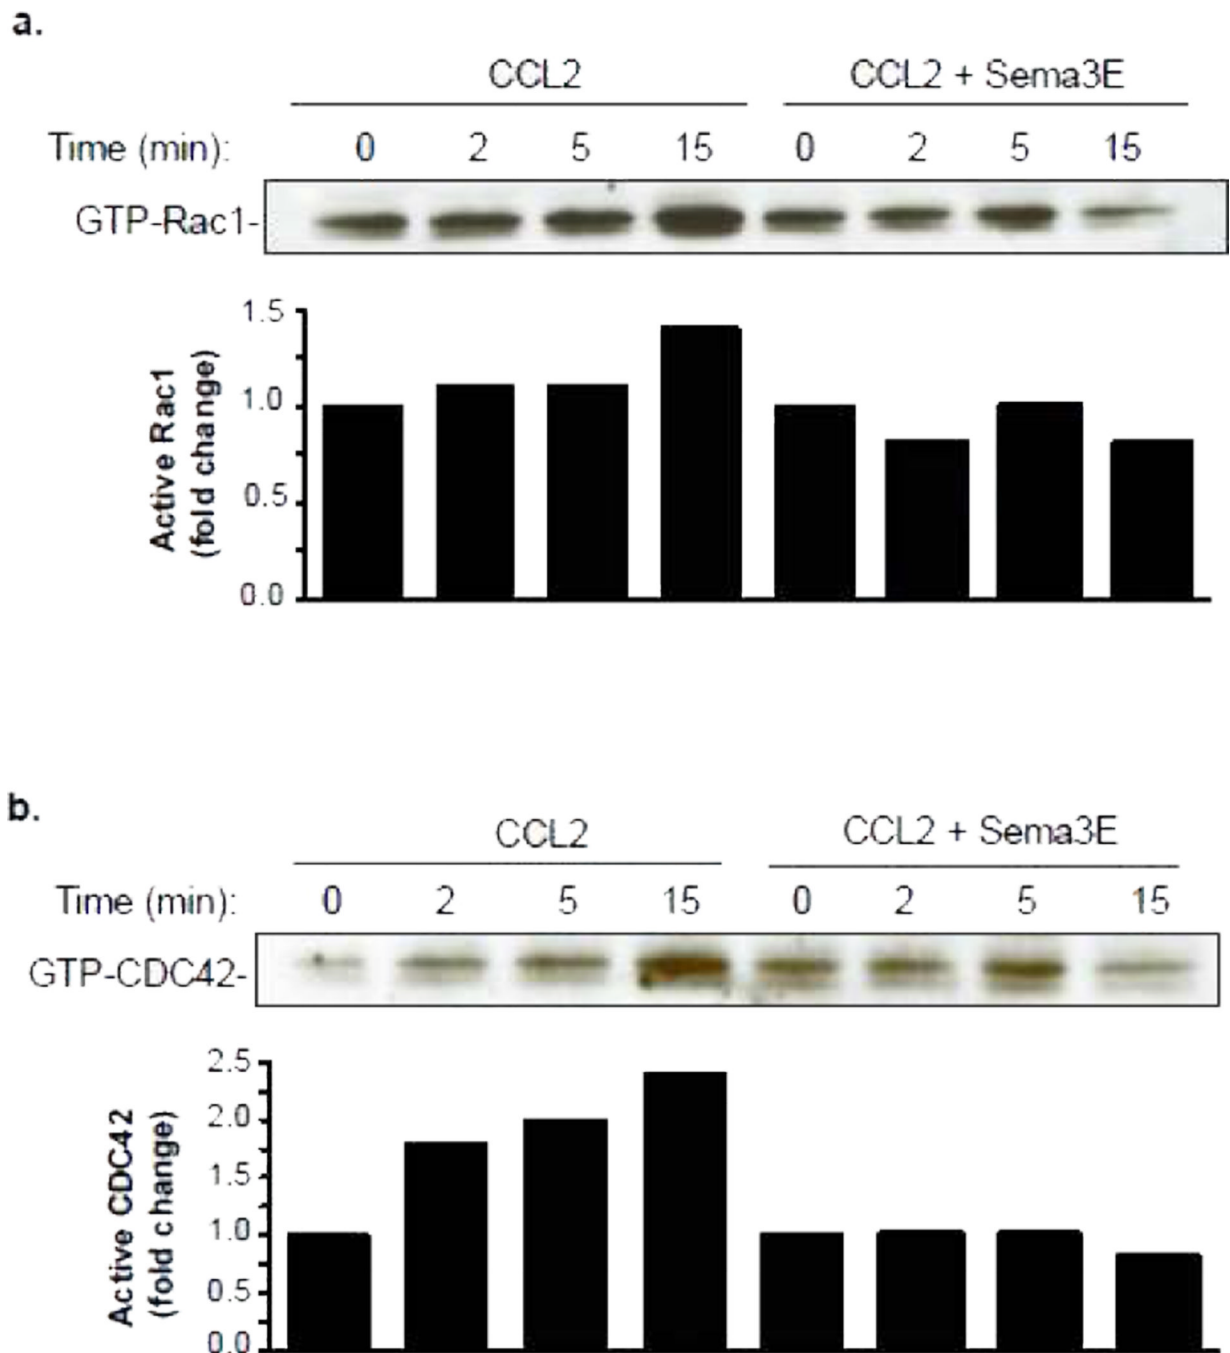 a.
CCL2 CCL2 + Sema3E
Time (min): 0 2 5 15 0 2 5 15
GTP-Rac1-
1.5
1.0
0.5
0.0
Active Rac1
(fold change)
b.
CCL2 CCL2 + Sema3E
Time (min): 0 2 5 15 0 2 5 15
GTP-CDC42-
2.5
2.0
1.5
1.0
0.5
0.0
Active CDC42
(fold change)